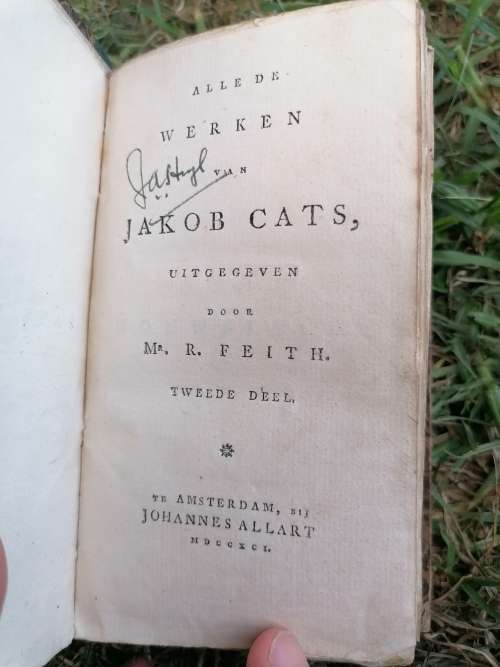 ALLE DE
WERKEN
VAN
JAKOB CATS,
UITGEGEVEN
DOOR
Mr. R. FEITH.
TWEEDE DEEL.
TE AMSTERDAM, BIJ
JOHANNES ALLART
MDCCXCI.